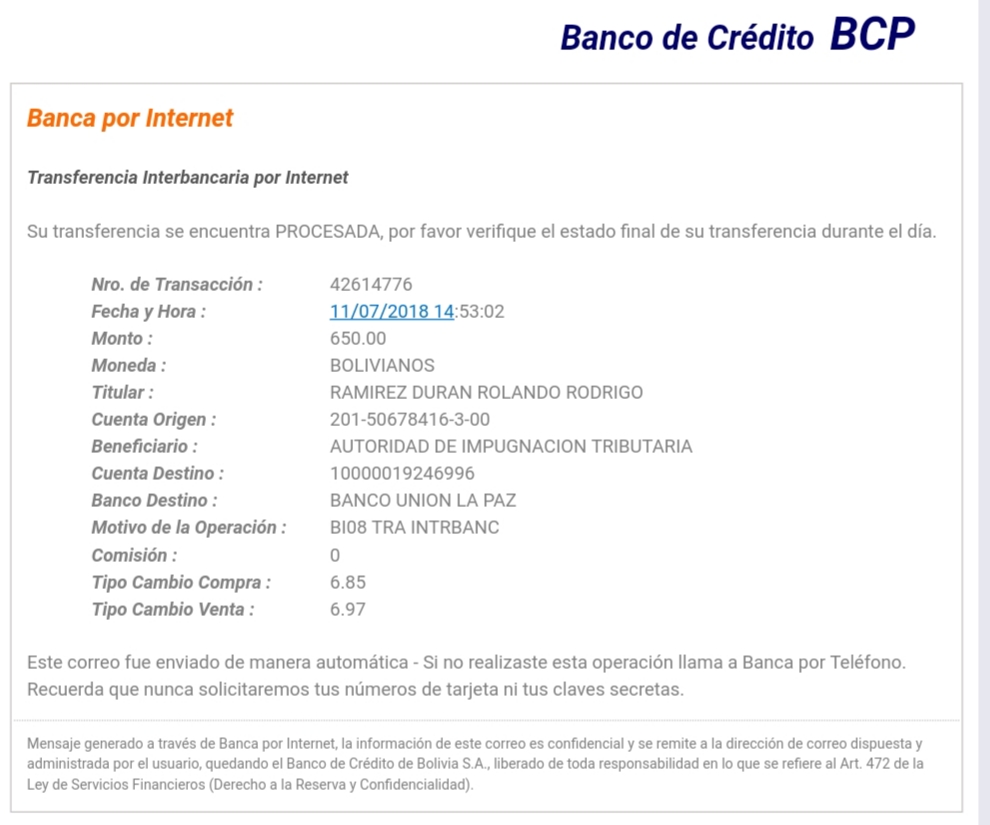 Banco de Crédito BCP
Banca por Internet
Transferencia Interbancaria por Internet
Su transferencia se encuentra PROCESADA, por favor verifique el estado final de su transferencia durante el día.
Nro. de Transacción : 42614776
Fecha y Hora : 11/07/2018 14:53:02
Monto : 650.00
Moneda : BOLIVIANOS
Titular : RAMIREZ DURAN ROLANDO RODRIGO
Cuenta Origen : 201-50678416-3-00
Beneficiario : AUTORIDAD DE IMPUGNACION TRIBUTARIA
Cuenta Destino : 10000019246996
Banco Destino : BANCO UNION LA PAZ
Motivo de la Operación : BI08 TRA INTRBANC
Comisión : 0
Tipo Cambio Compra : 6.85
Tipo Cambio Venta : 6.97
Este correo fue enviado de manera automática - Si no realizaste esta operación llama a Banca por Teléfono.
Recuerda que nunca solicitaremos tus números de tarjeta ni tus claves secretas.
Mensaje generado a través de Banca por Internet, la información de este correo es confidencial y se remite a la dirección de correo dispuesta y
administrada por el usuario, quedando el Banco de Crédito de Bolivia S.A., liberado de toda responsabilidad en lo que se refiere al Art. 472 de la
Ley de Servicios Financieros (Derecho a la Reserva y Confidencialidad).